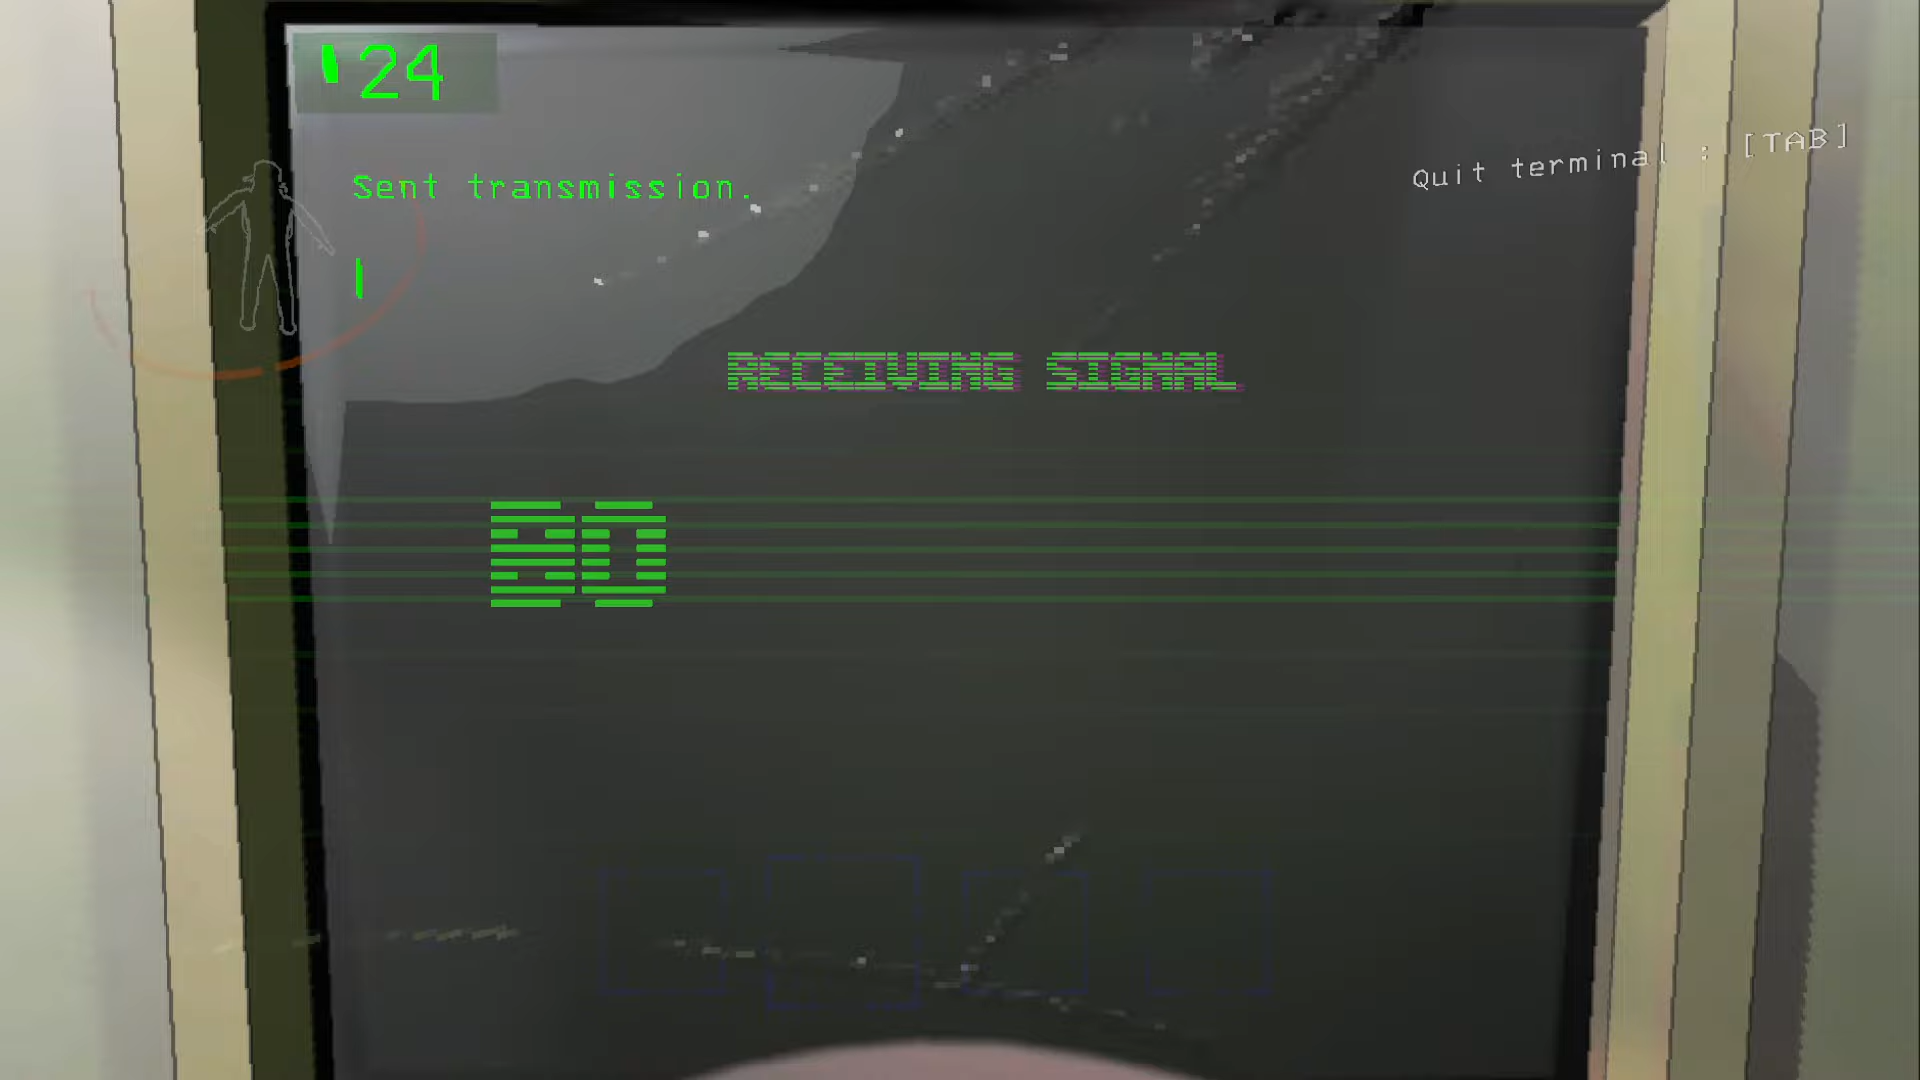 24
Quit terminal : [TAB]
Sent transmission.
RECEIVING SIGNAL
BO